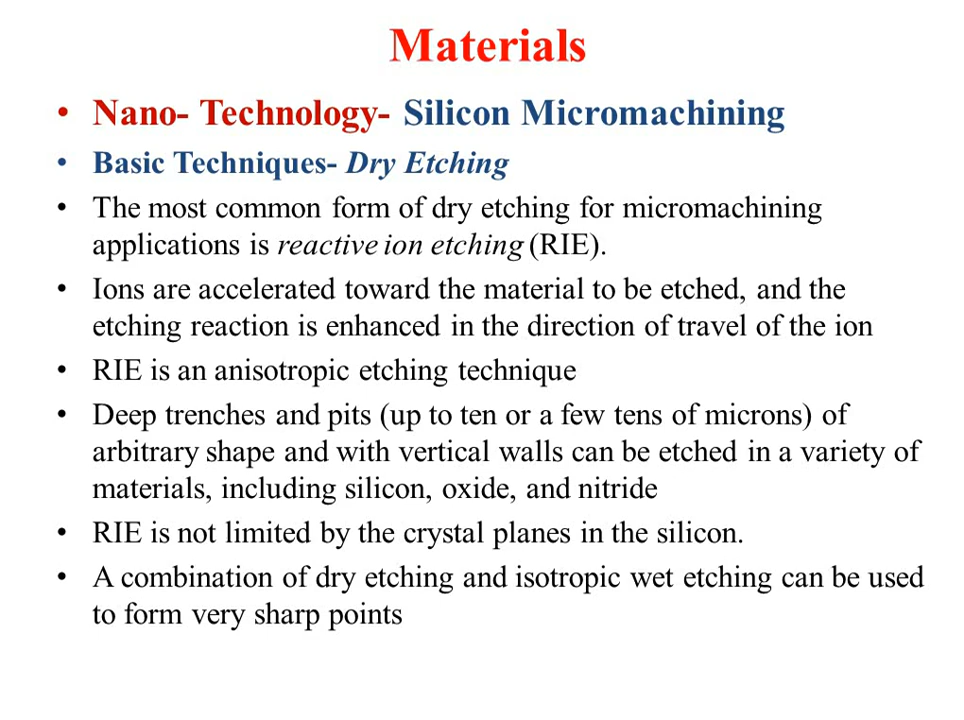 Materials
• Nano- Technology- Silicon Micromachining
• Basic Techniques- Dry Etching
• The most common form of dry etching for micromachining
applications is reactive ion etching (RIE).
• Ions are accelerated toward the material to be etched, and the
etching reaction is enhanced in the direction of travel of the ion
• RIE is an anisotropic etching technique
• Deep trenches and pits (up to ten or a few tens of microns) of
arbitrary shape and with vertical walls can be etched in a variety of
materials, including silicon, oxide, and nitride
• RIE is not limited by the crystal planes in the silicon.
• A combination of dry etching and isotropic wet etching can be used
to form very sharp points